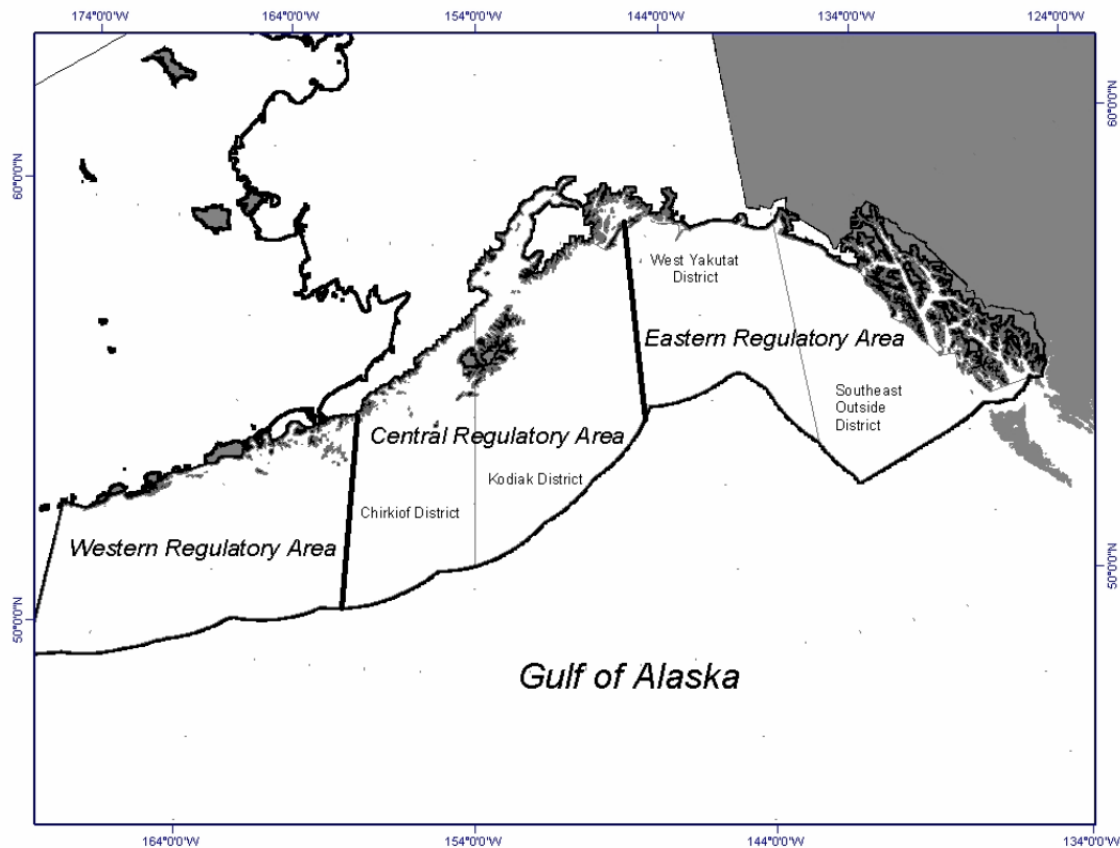 174°0'0"W
164°0'0"W
154°0'0"W
144°0'0"W
134°0'0"W
124°0'0"W
60°0'0"N
60°0'0"N
West Yakutat
District
Eastern Regulatory Area
Southeast
Outside
District
Central Regulatory Area
Kodiak District
Chirkiof District
Western Regulatory Area
50°0'0"N
50°0'0"N
Gulf of Alaska
164°0'0"W
154°0'0"W
144°0'0"W
134°0'0"W